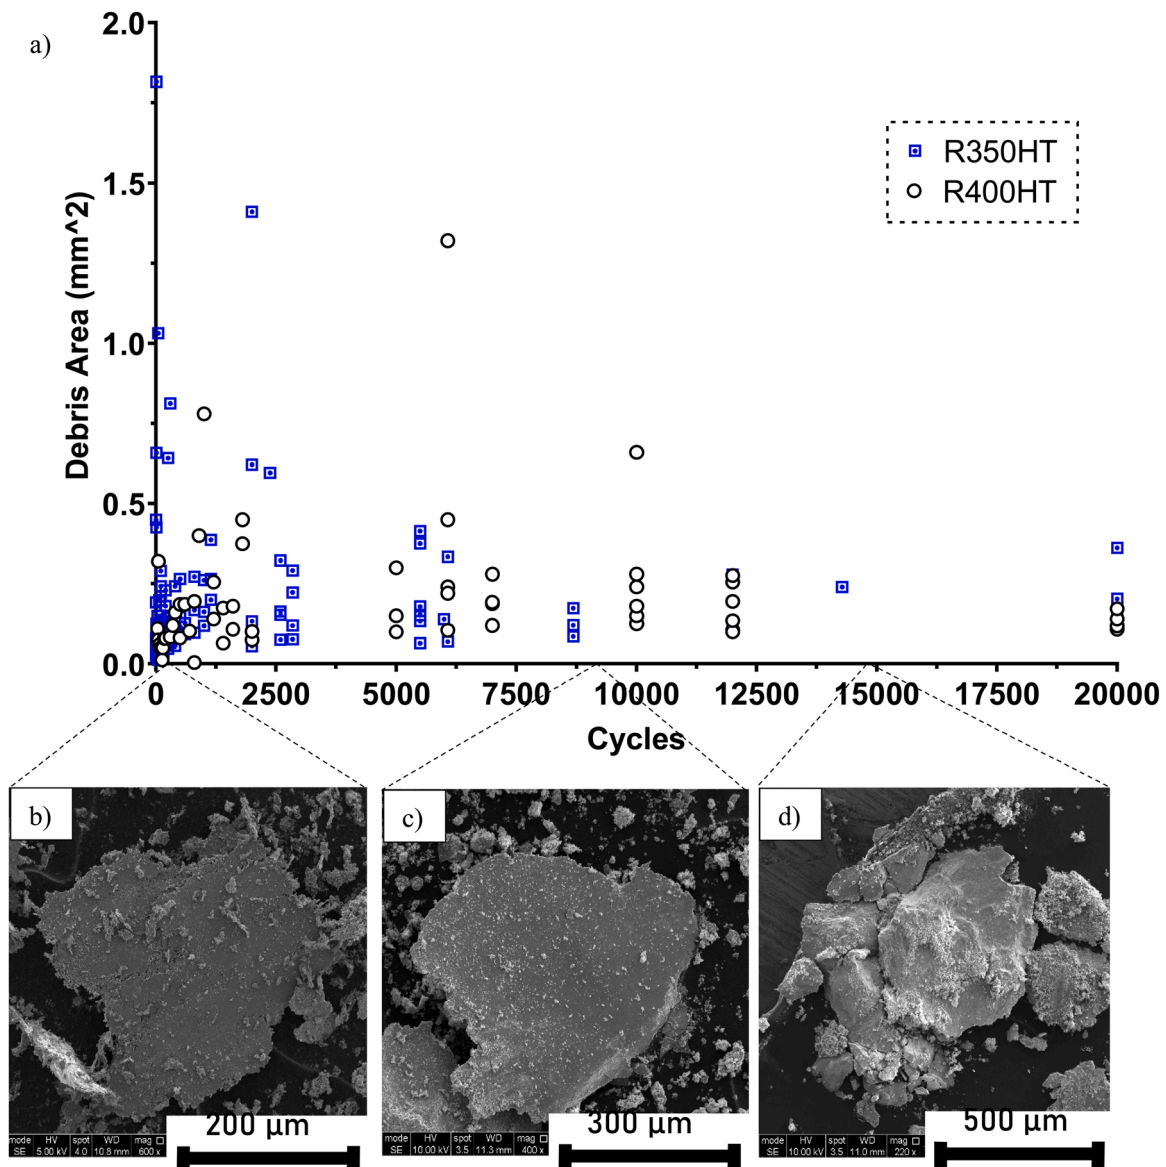 a)
2.0
1.5
1.0
0.5
0.0
Debris Area (mm^2)
R350HT
R400HT
0 2500 5000 7500 10000 12500 15000 17500 20000
Cycles
b)
c)
d)
200 µm
mode HV spot WD mag
SE 5.00 kV 4.0 10.8 mm 600 x
300 µm
mode HV spot WD mag
SE 10.00 kV 3.5 11.3 mm 400 x
500 µm
mode HV spot WD mag
SE 10.00 kV 3.5 11.0 mm 220 x